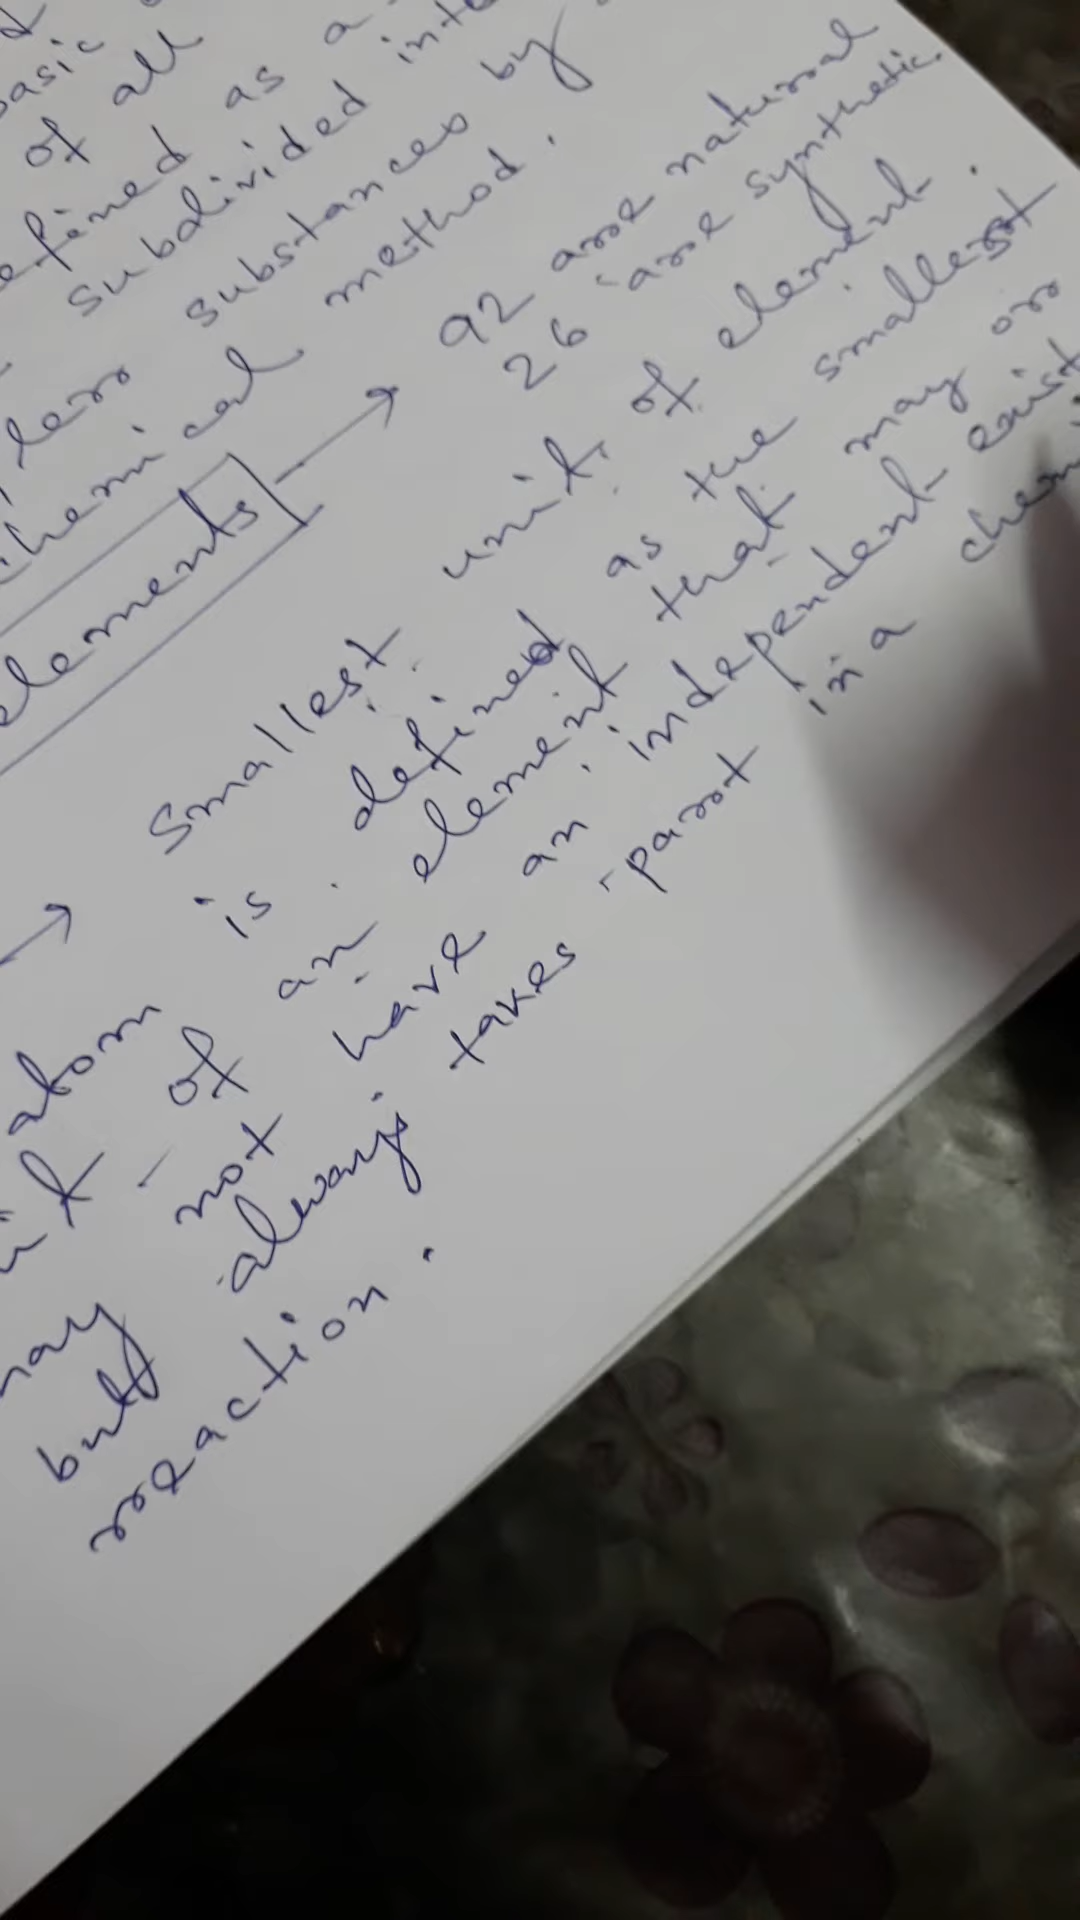 basic
of all
defined as a
subdivided into
substances by
chemical method.
elements → 92 are natural
26 are synthetic.
→ Smallest unit of element.
atom is defined as the smallest
of an element that may or
may not have an independent exist
but always takes part in a chemi
reaction.